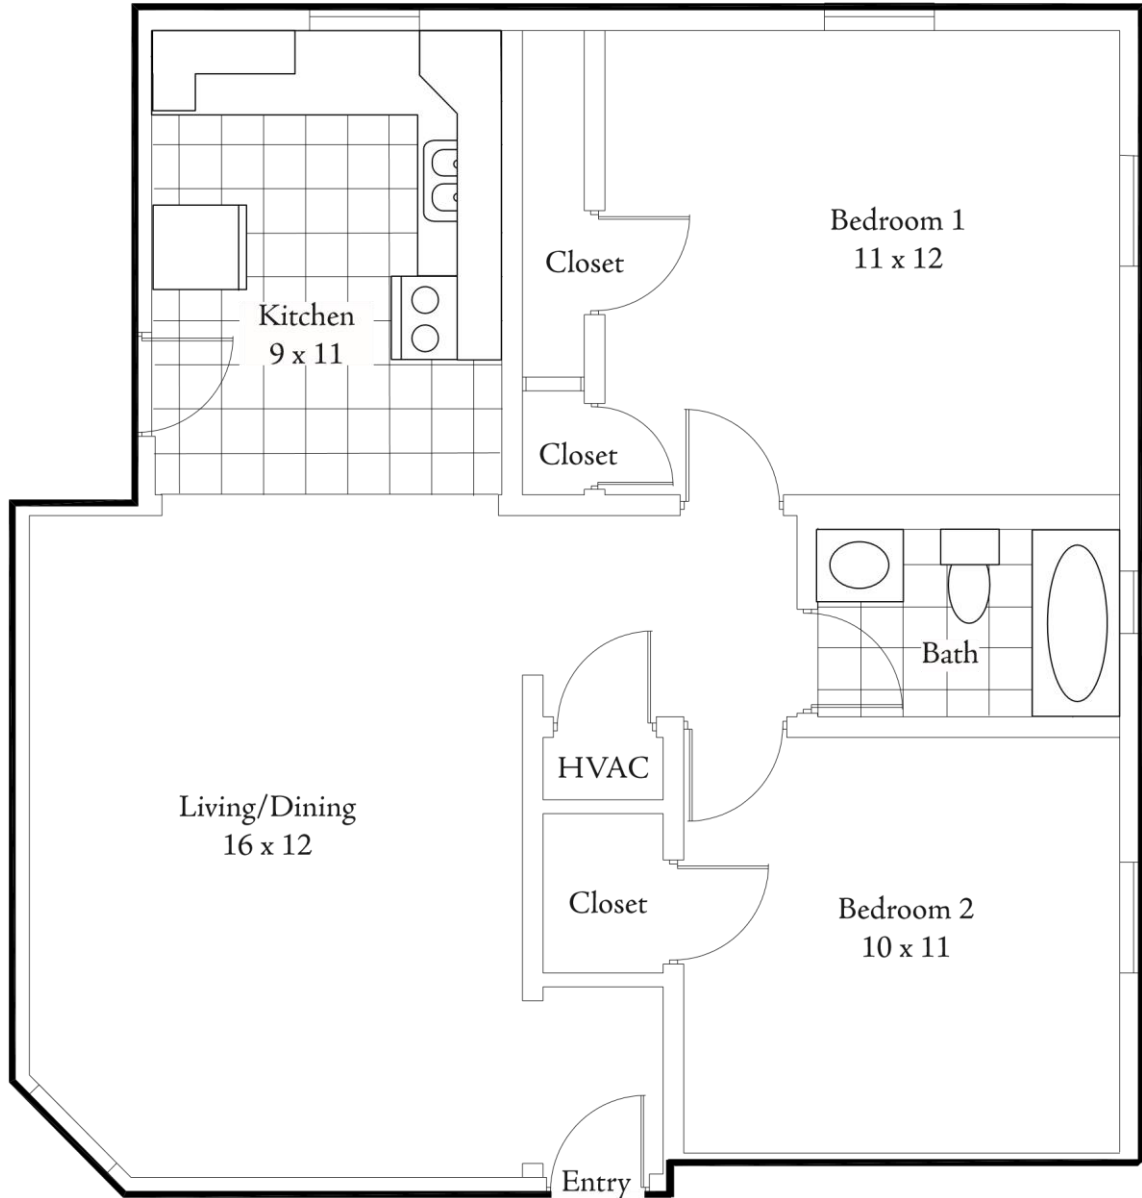 Bedroom 1
11 x 12
Closet
Kitchen
9 x 11
Closet
Bath
HVAC
Living/Dining
16 x 12
Closet
Bedroom 2
10 x 11
Entry